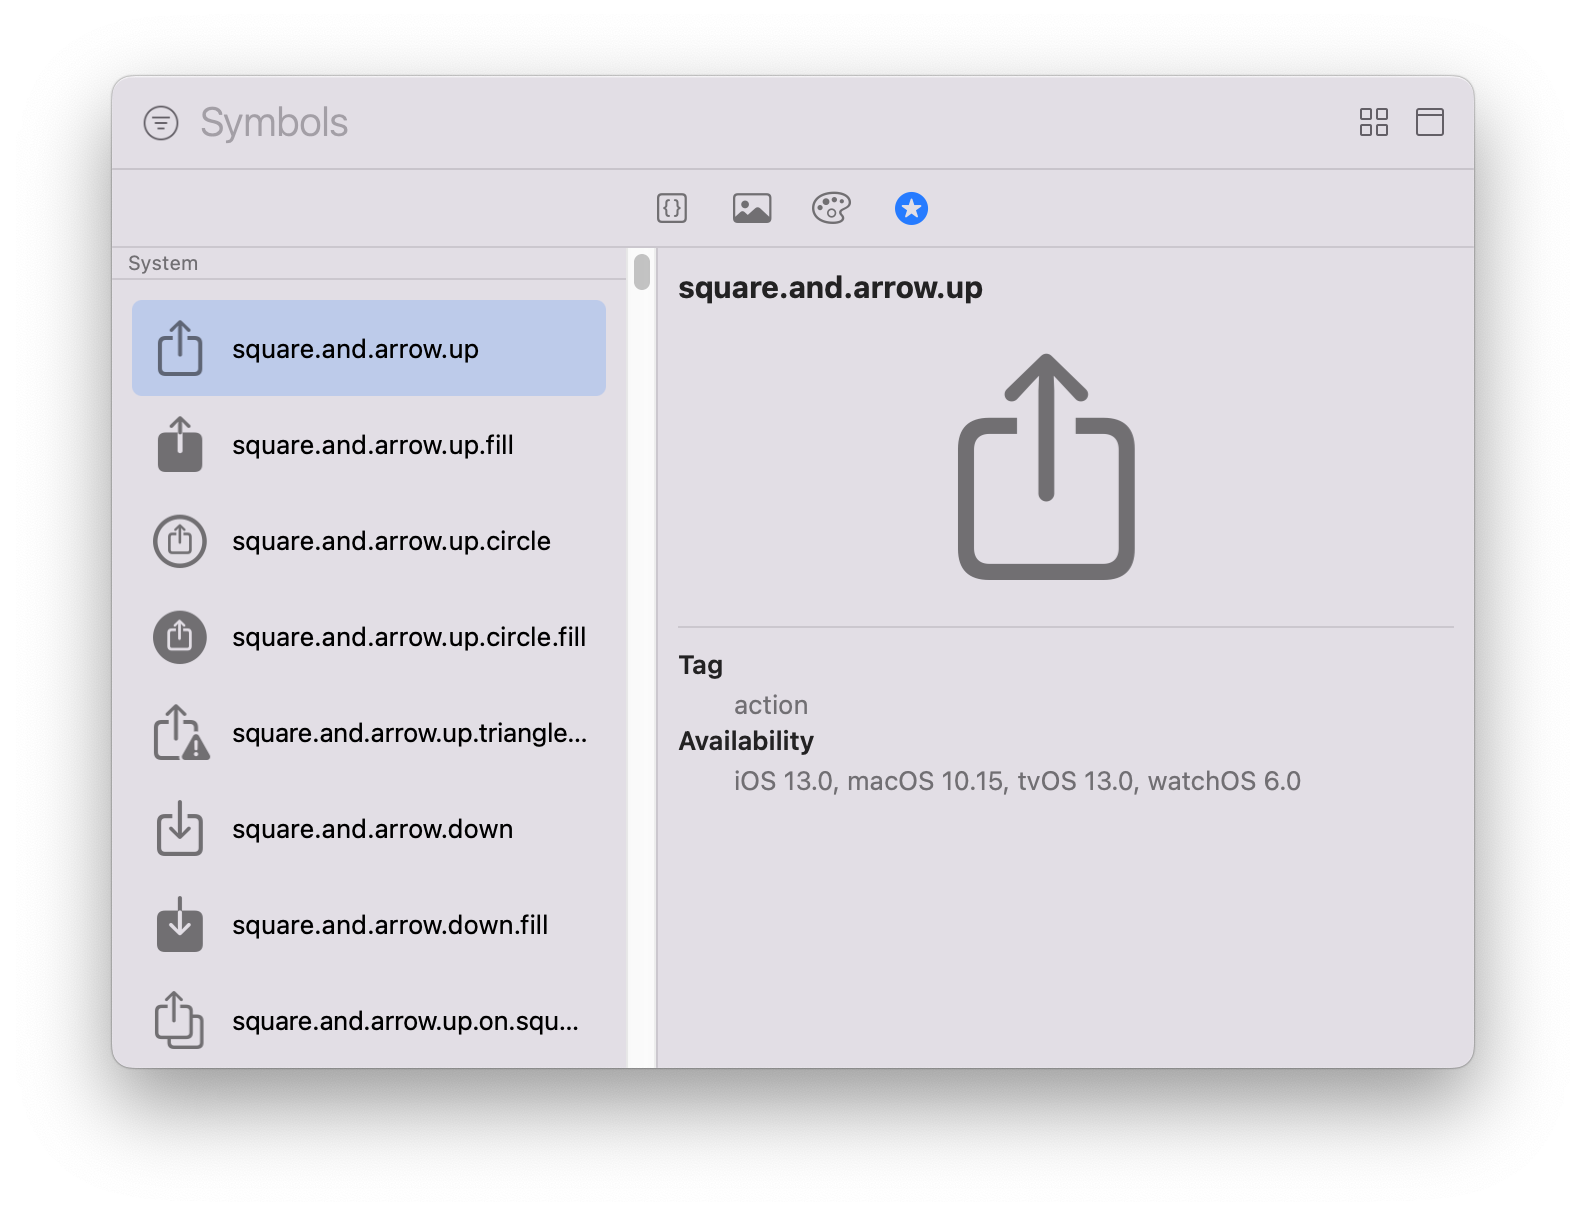 Symbols
System
square.and.arrow.up
square.and.arrow.up.fill
square.and.arrow.up.circle
square.and.arrow.up.circle.fill
square.and.arrow.up.triangle...
square.and.arrow.down
square.and.arrow.down.fill
square.and.arrow.up.on.squ...
square.and.arrow.up
Tag
action
Availability
iOS 13.0, macOS 10.15, tvOS 13.0, watchOS 6.0